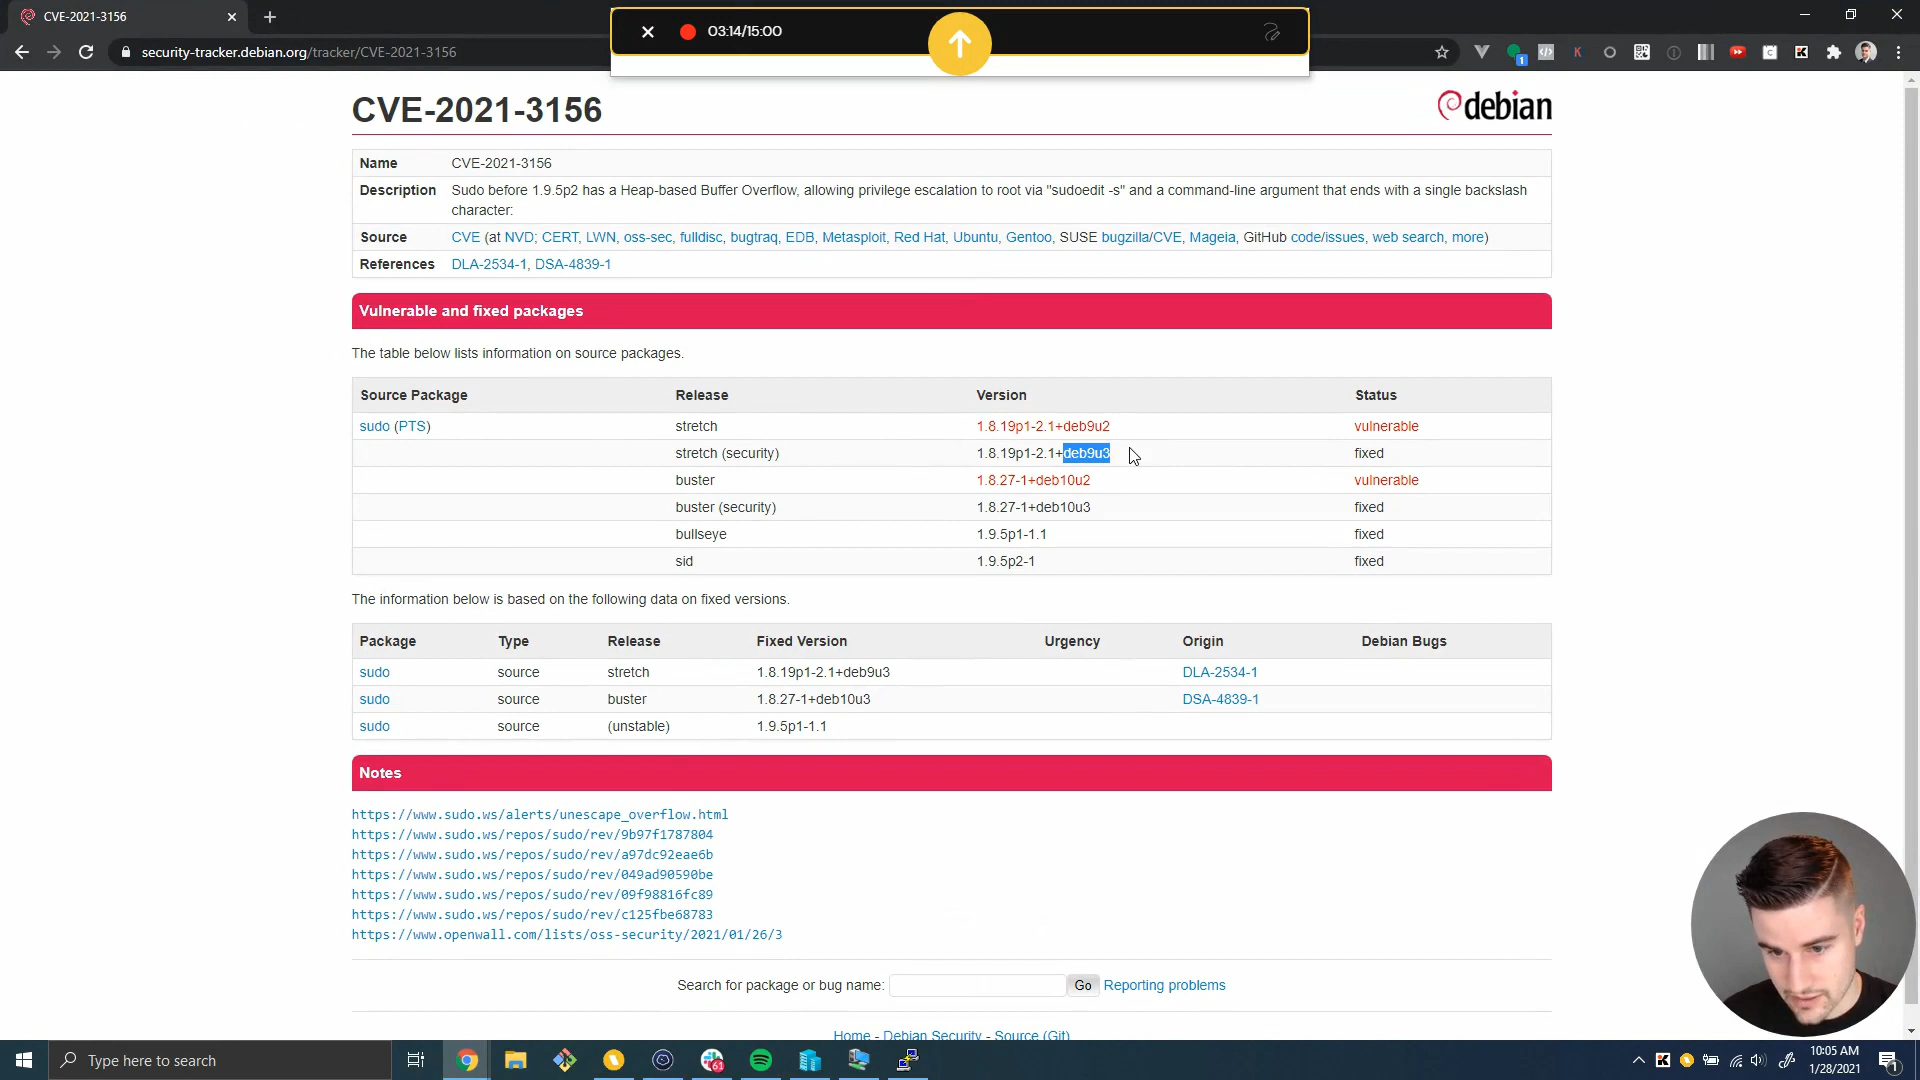 CVE-2021-3156
03:14/15:00
security-tracker.debian.org/tracker/CVE-2021-3156
1
CVE-2021-3156
debian
Name CVE-2021-3156
Description Sudo before 1.9.5p2 has a Heap-based Buffer Overflow, allowing privilege escalation to root via "sudoedit -s" and a command-line argument that ends with a single backslash
character:
Source CVE (at NVD; CERT, LWN, oss-sec, fulldisc, bugtraq, EDB, Metasploit, Red Hat, Ubuntu, Gentoo, SUSE bugzilla/CVE, Mageia, GitHub code/issues, web search, more)
References DLA-2534-1, DSA-4839-1
Vulnerable and fixed packages
The table below lists information on source packages.
Source Package Release Version Status
sudo (PTS) stretch 1.8.19p1-2.1+deb9u2 vulnerable
stretch (security) 1.8.19p1-2.1+deb9u3 fixed
buster 1.8.27-1+deb10u2 vulnerable
buster (security) 1.8.27-1+deb10u3 fixed
bullseye 1.9.5p1-1.1 fixed
sid 1.9.5p2-1 fixed
The information below is based on the following data on fixed versions.
Package Type Release Fixed Version Urgency Origin Debian Bugs
sudo source stretch 1.8.19p1-2.1+deb9u3 DLA-2534-1
sudo source buster 1.8.27-1+deb10u3 DSA-4839-1
sudo source (unstable) 1.9.5p1-1.1
Notes
https://www.sudo.ws/alerts/unescape_overflow.html
https://www.sudo.ws/repos/sudo/rev/9b97f1787804
https://www.sudo.ws/repos/sudo/rev/a97dc92eae6b
https://www.sudo.ws/repos/sudo/rev/049ad90590be
https://www.sudo.ws/repos/sudo/rev/09f98816fc89
https://www.sudo.ws/repos/sudo/rev/c125fbe68783
https://www.openwall.com/lists/oss-security/2021/01/26/3
Search for package or bug name: Go Reporting problems
Home - Debian Security - Source (Git)
Type here to search
61
10:05 AM
1/28/2021
1